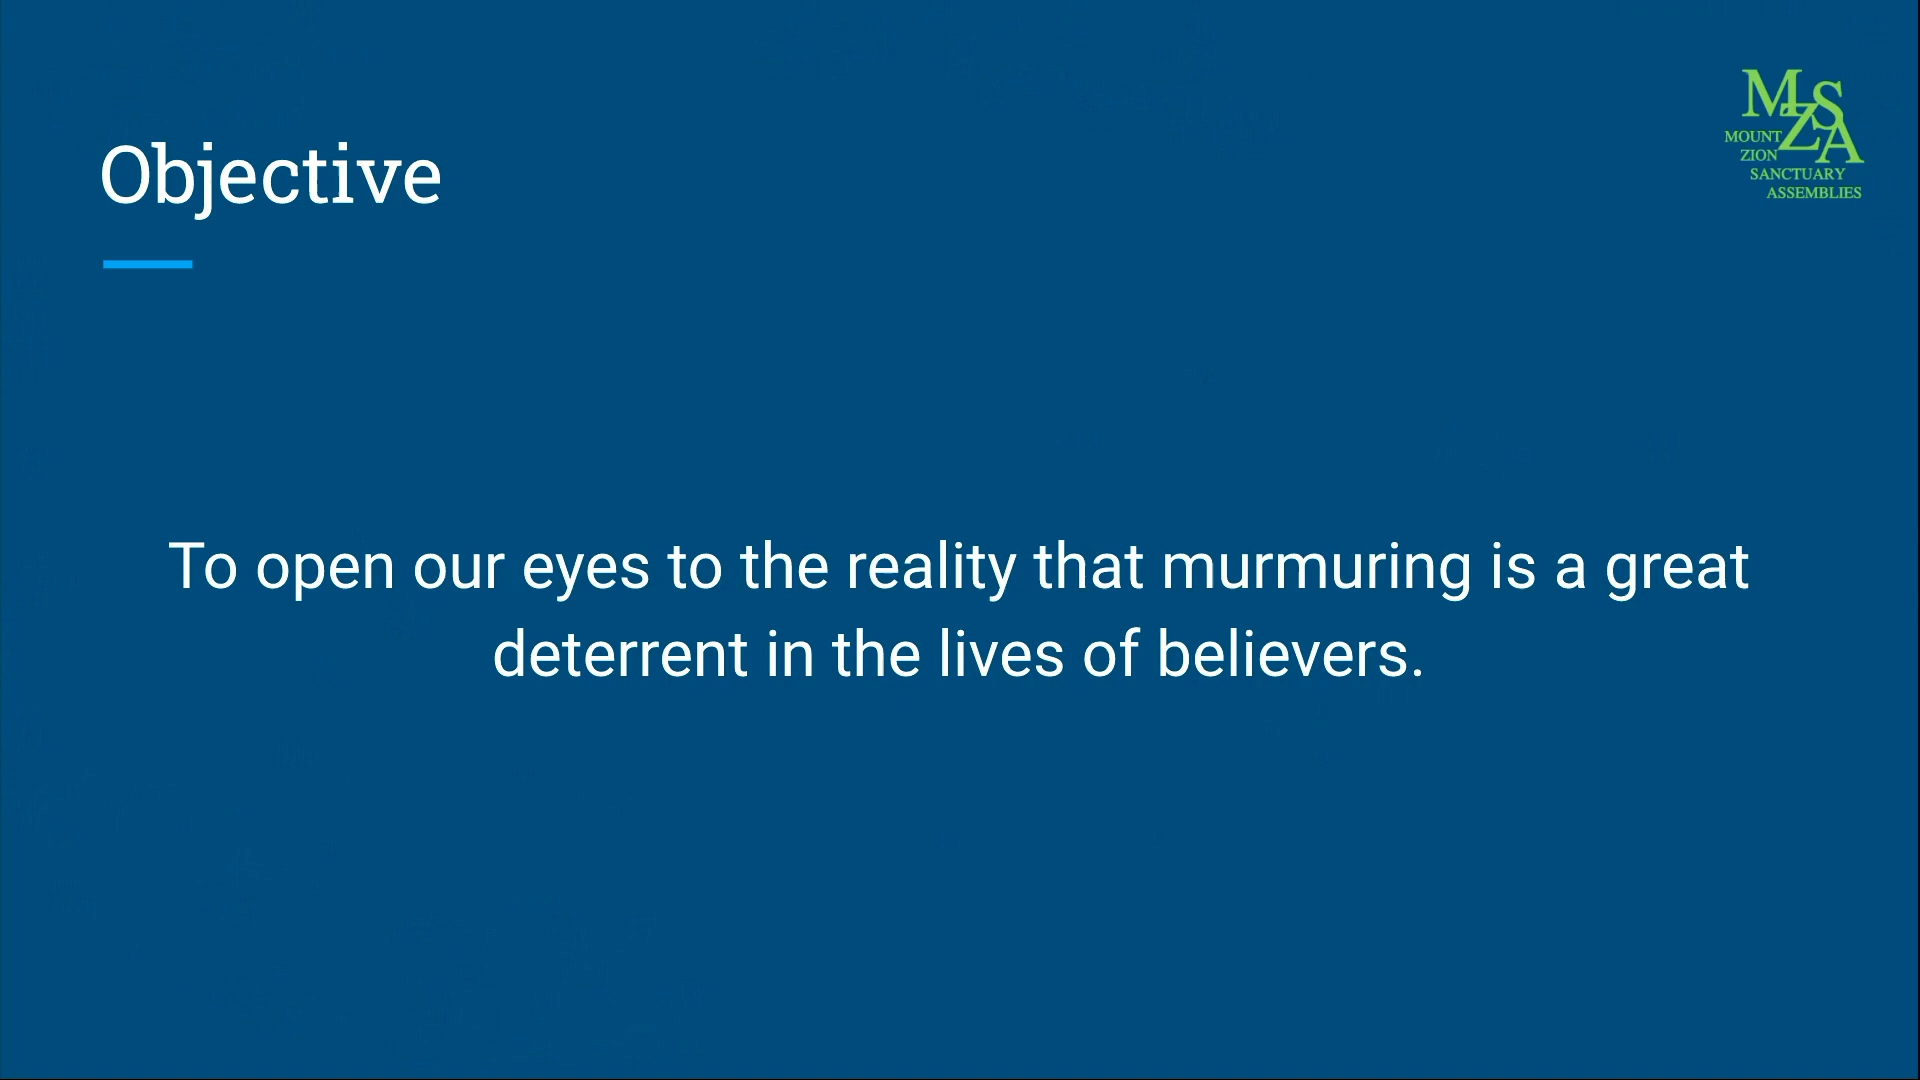 Objective
MZSA
MOUNT
ZION
SANCTUARY
ASSEMBLIES
To open our eyes to the reality that murmuring is a great
deterrent in the lives of believers.